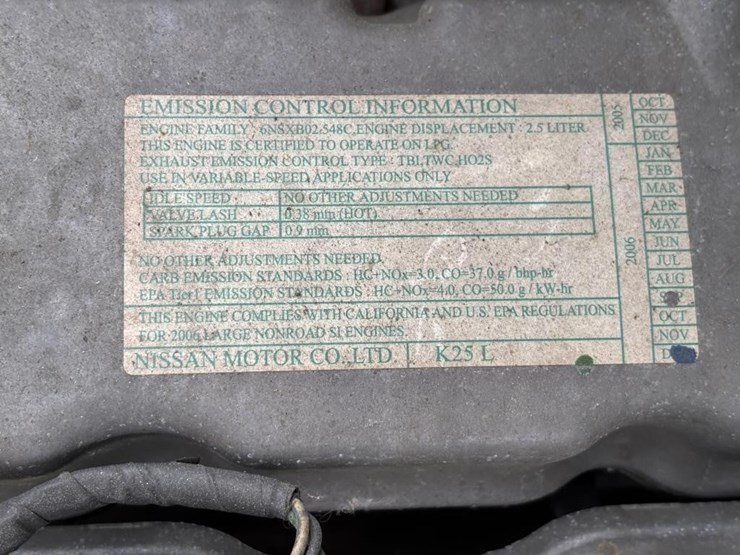 EMISSION CONTROL INFORMATION
ENGINE FAMILY : 6NSXB02.548C,ENGINE DISPLACEMENT : 2.5 LITER.
THIS ENGINE IS CERTIFIED TO OPERATE ON LPG.
EXHAUST EMISSION CONTROL TYPE : TBI,TWC,HO2S
USE IN VARIABLE-SPEED APPLICATIONS ONLY
IDLE SPEED NO OTHER ADJUSTMENTS NEEDED
VALVE LASH 0.38 mm (HOT)
SPARK PLUG GAP 0.9 mm
NO OTHER ADJUSTMENTS NEEDED.
CARB EMISSION STANDARDS : HC+NOx=3.0, CO=37.0 g / bhp-hr
EPA Tier1 EMISSION STANDARDS : HC+NOx=4.0, CO=50.0 g / kW-hr
THIS ENGINE COMPLIES WITH CALIFORNIA AND U.S. EPA REGULATIONS
FOR 2006 LARGE NONROAD SI ENGINES.
NISSAN MOTOR CO.,LTD. K25 L
2005
OCT
NOV
DEC
2006
JAN
FEB
MAR
APR
MAY
JUN
JUL
AUG
OCT
NOV